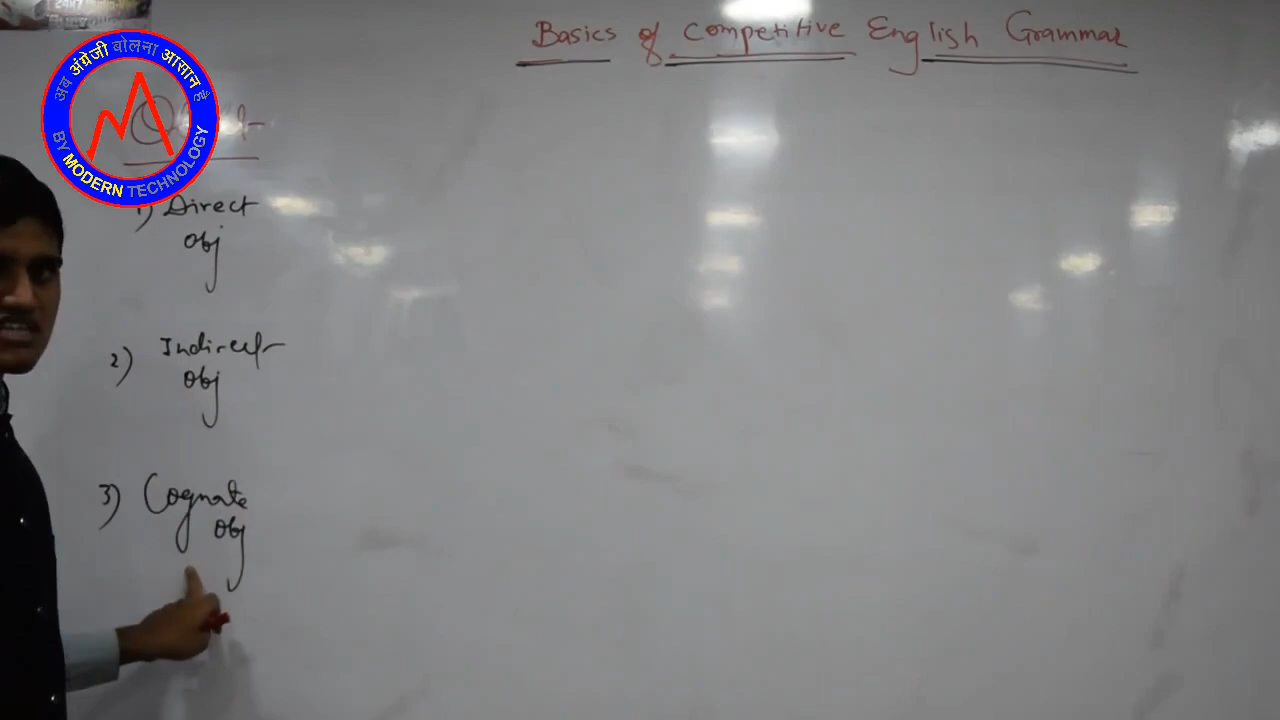 Basics of Competitive English Grammar
अब अंग्रेजी बोलना आसान है
BY MODERN TECHNOLOGY
1) Direct
Obj
2) Indirect
Obj
3) Cognate
Obj